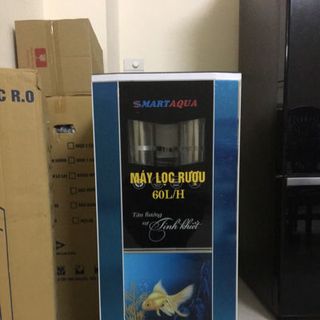 SMARTAQUA
C R.O
MÁY LỌC RƯỢU
60L/H
Tận hưởng
sự Tinh khiết